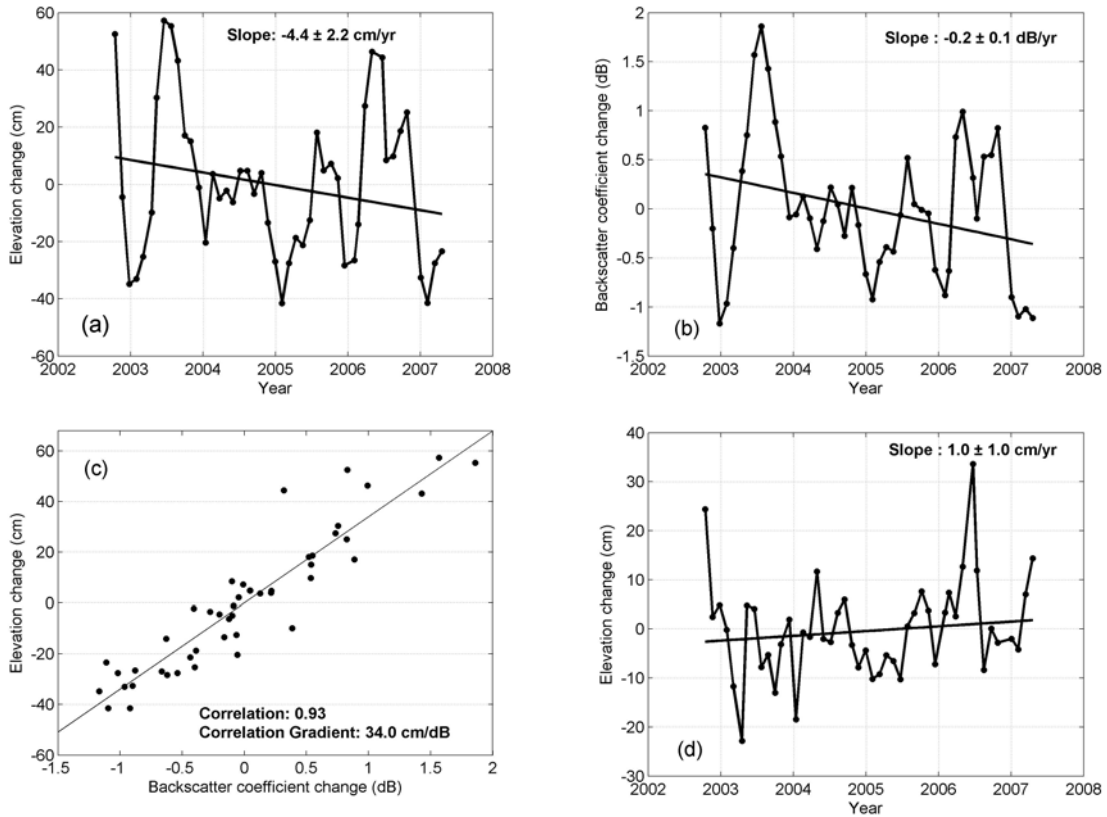 Slope: -4.4 ± 2.2 cm/yr
60
40
20
0
-20
-40
-60
Elevation change (cm)
(a)
2002 2003 2004 2005 2006 2007 2008
Year
Slope : -0.2 ± 0.1 dB/yr
2
1.5
1
0.5
0
-0.5
-1
-1.5
Backscatter coefficient change (dB)
(b)
2002 2003 2004 2005 2006 2007 2008
Year
(c)
60
40
20
0
-20
-40
-60
Elevation change (cm)
Correlation: 0.93
Correlation Gradient: 34.0 cm/dB
-1.5 -1 -0.5 0 0.5 1 1.5 2
Backscatter coefficient change (dB)
Slope : 1.0 ± 1.0 cm/yr
40
30
20
10
0
-10
-20
-30
Elevation change (cm)
(d)
2002 2003 2004 2005 2006 2007 2008
Year